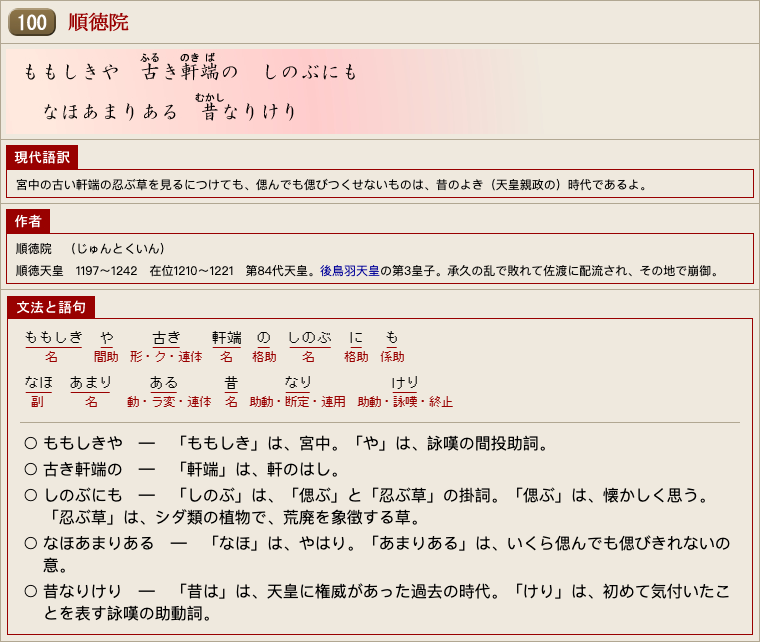 100 順徳院
ももしきや 古き軒端の しのぶにも
ふる のき ば
なほあまりある 昔なりけり
むかし
現代語訳
宮中の古い軒端の忍ぶ草を見るにつけても、偲んでも偲びつくせないものは、昔のよき（天皇親政の）時代であるよ。
作者
順徳院 （じゅんとくいん）
順徳天皇 1197～1242 在位1210～1221 第84代天皇。後鳥羽天皇の第3皇子。承久の乱で敗れて佐渡に配流され、その地で崩御。
文法と語句
ももしき や 古き 軒端 の しのぶ に も
名 間助 形・ク・連体 名 格助 名 格助 係助
なほ あまり ある 昔 なり けり
副 名 動・ラ変・連体 名 助動・断定・連用 助動・詠嘆・終止
○ ももしきや ― 「ももしき」は、宮中。「や」は、詠嘆の間投助詞。
○ 古き軒端の ― 「軒端」は、軒のはし。
○ しのぶにも ― 「しのぶ」は、「偲ぶ」と「忍ぶ草」の掛詞。「偲ぶ」は、懐かしく思う。
「忍ぶ草」は、シダ類の植物で、荒廃を象徴する草。
○ なほあまりある ― 「なほ」は、やはり。「あまりある」は、いくら偲んでも偲びきれないの
意。
○ 昔なりけり ― 「昔は」は、天皇に権威があった過去の時代。「けり」は、初めて気付いたこ
とを表す詠嘆の助動詞。